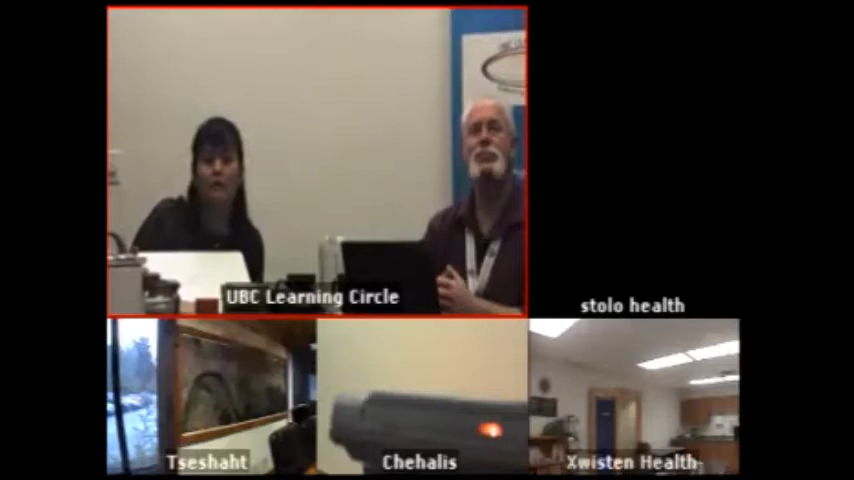 UBC Learning Circle
stolo health
Tseshaht
Chehalis
Xwisten Health